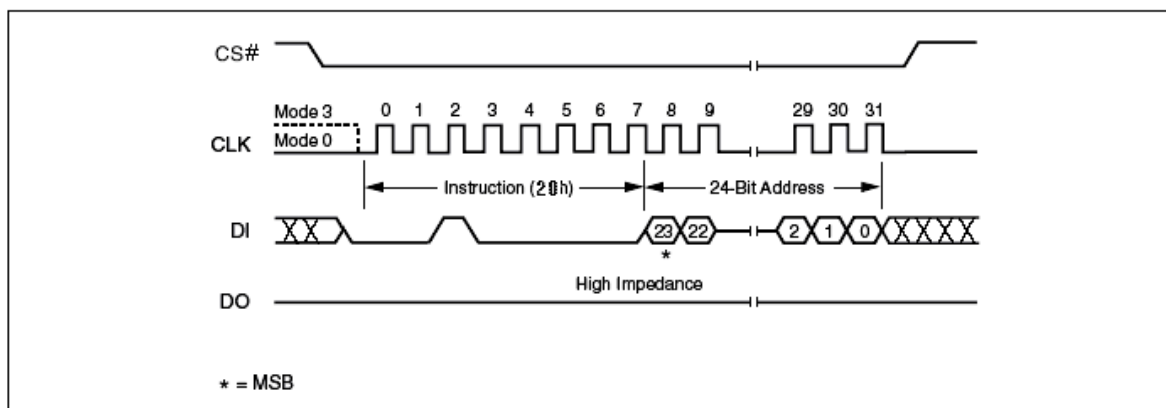 CS#
Mode 3 0 1 2 3 4 5 6 7 8 9 29 30 31
CLK Mode 0
Instruction (20h) 24-Bit Address
DI 23 22 2 1 0
*
High Impedance
DO
* = MSB